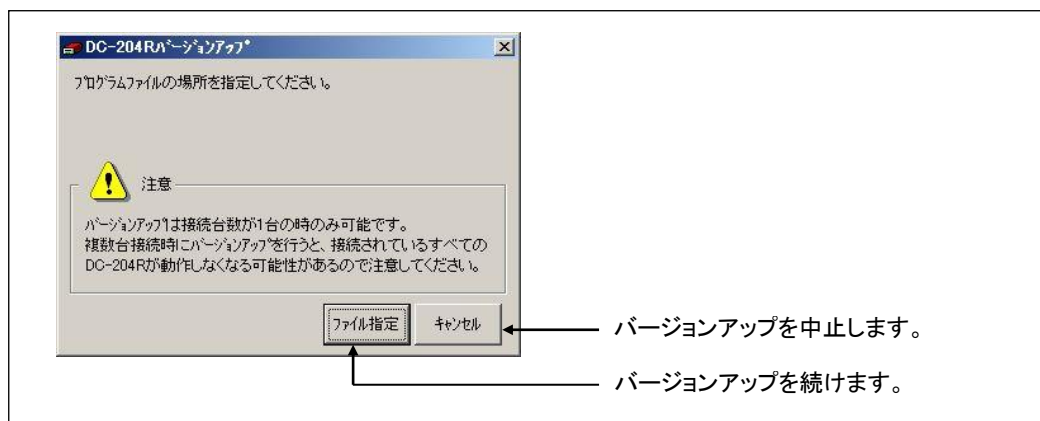 DC-204Rﾊﾞｰｼﾞｮﾝｱｯﾌﾟ
ﾌﾟﾛｸﾞﾗﾑﾌｧｲﾙの場所を指定してください。
注意
ﾊﾞｰｼﾞｮﾝｱｯﾌﾟは接続台数が1台の時のみ可能です。
複数台接続時にﾊﾞｰｼﾞｮﾝｱｯﾌﾟを行うと、接続されているすべての
DC-204Rが動作しなくなる可能性があるので注意してください。
ﾌｧｲﾙ指定
ｷｬﾝｾﾙ
バージョンアップを中止します。
バージョンアップを続けます。